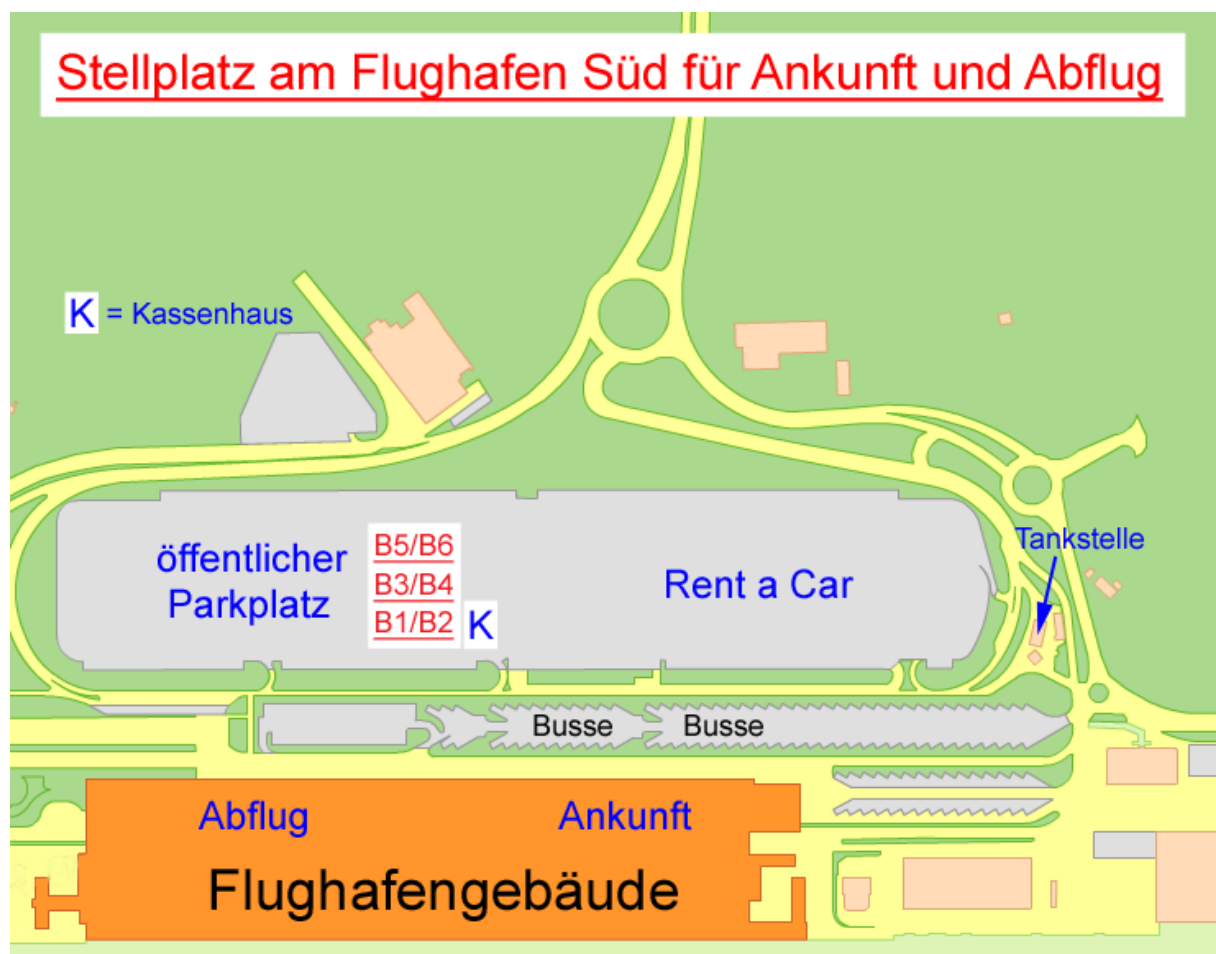 Stellplatz am Flughafen Süd für Ankunft und Abflug
K = Kassenhaus
öffentlicher
Parkplatz
B5/B6
B3/B4
B1/B2
K
Rent a Car
Tankstelle
Busse
Busse
Abflug
Ankunft
Flughafengebäude